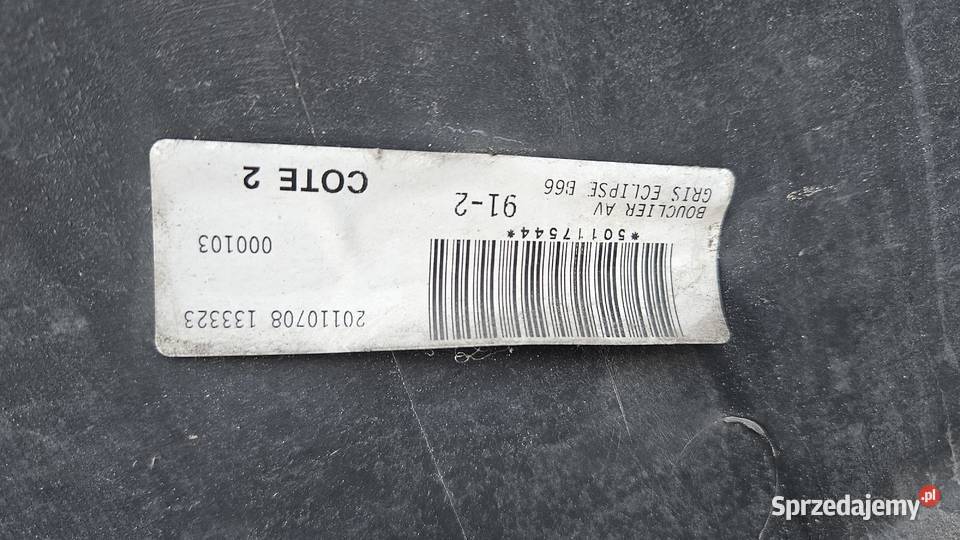 20110708 133323
000103
COTE 2
*50117544*
91-2
BOUCLIER AV
GRIS ECLIPSE B66
Sprzedajemy.pl